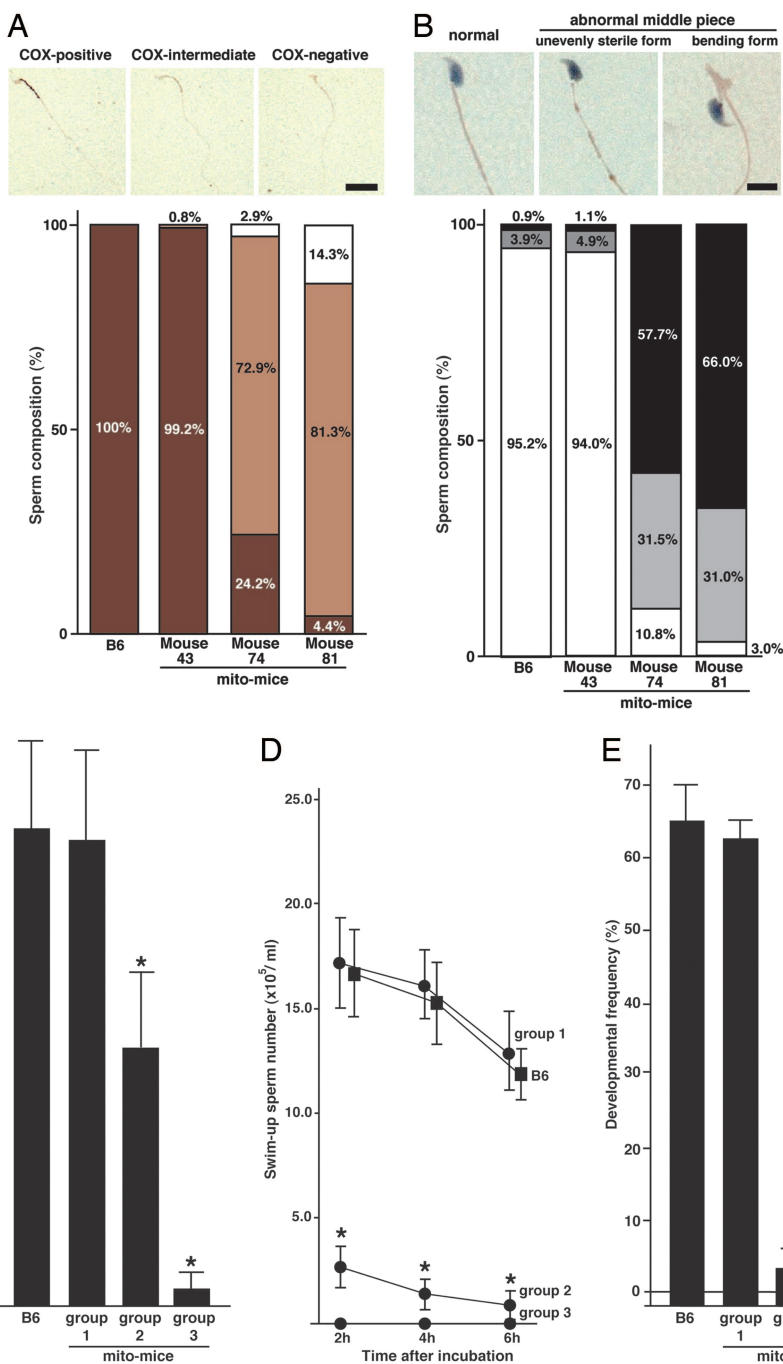 A
COX-positive COX-intermediate COX-negative
100
50
0
Sperm composition (%)
0.8% 2.9%
14.3%
72.9%
100% 99.2% 81.3%
24.2%
4.4%
B6 Mouse 43 Mouse 74 Mouse 81
mito-mice
B
abnormal middle piece
normal unevenly sterile form bending form
100
50
0
Sperm composition (%)
0.9% 1.1%
3.9% 4.9%
57.7% 66.0%
95.2% 94.0%
31.5% 31.0%
10.8% 3.0%
B6 Mouse 43 Mouse 74 Mouse 81
mito-mice
*
*
B6 group 1 group 2 group 3
mito-mice
D
25.0
20.0
15.0
10.0
5.0
Swim-up sperm number (x10⁵/ ml)
group 1
B6
* * *
group 2
group 3
2h 4h 6h
Time after incubation
E
70
60
50
40
30
20
10
0
Developmental frequency (%)
B6 group 1 g
mito